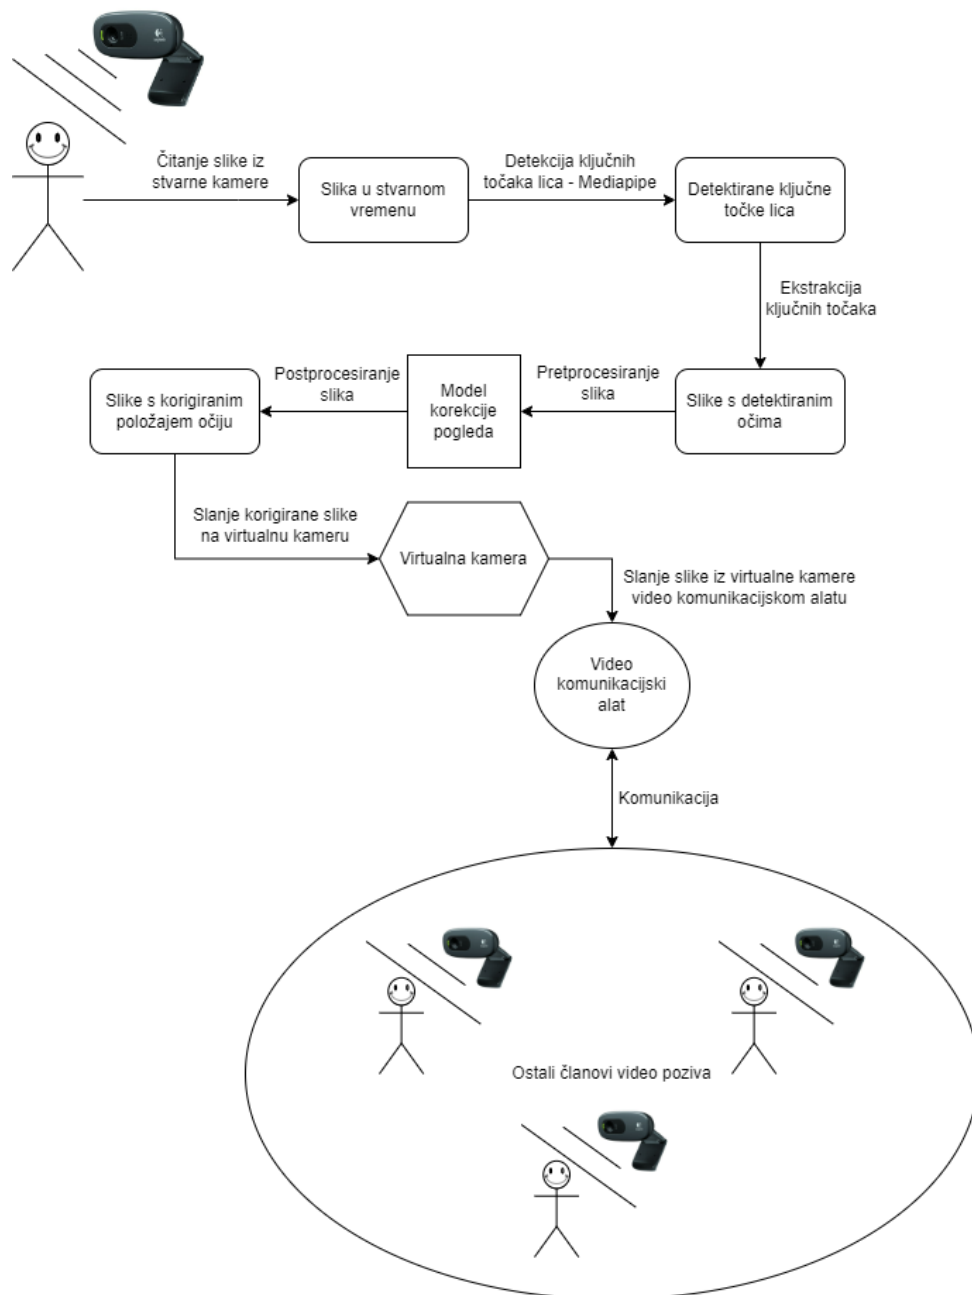 Čitanje slike iz
stvarne kamere
Slika u stvarnom
vremenu
Detekcija ključnih
točaka lica - Mediapipe
Detektirane ključne
točke lica
Ekstrakcija
ključnih točaka
Slike s detektiranim
očima
Pretprocesiranje
slika
Model
korekcije
pogleda
Postprocesiranje
slika
Slike s korigiranim
položajem očiju
Slanje korigirane slike
na virtualnu kameru
Virtualna kamera
Slanje slike iz virtualne kamere
video komunikacijskom alatu
Video
komunikacijski
alat
Komunikacija
Ostali članovi video poziva